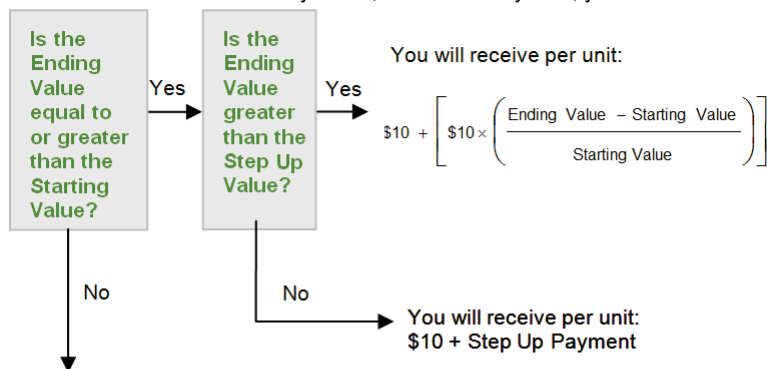 Is the
Ending
Value
equal to
or greater
than the
Starting
Value?
Yes
Is the
Ending
Value
greater
than the
Step Up
Value?
Yes
You will receive per unit:
$10 + [ $10 × ( Ending Value – Starting Value
Starting Value ) ]
No
No
You will receive per unit:
$10 + Step Up Payment